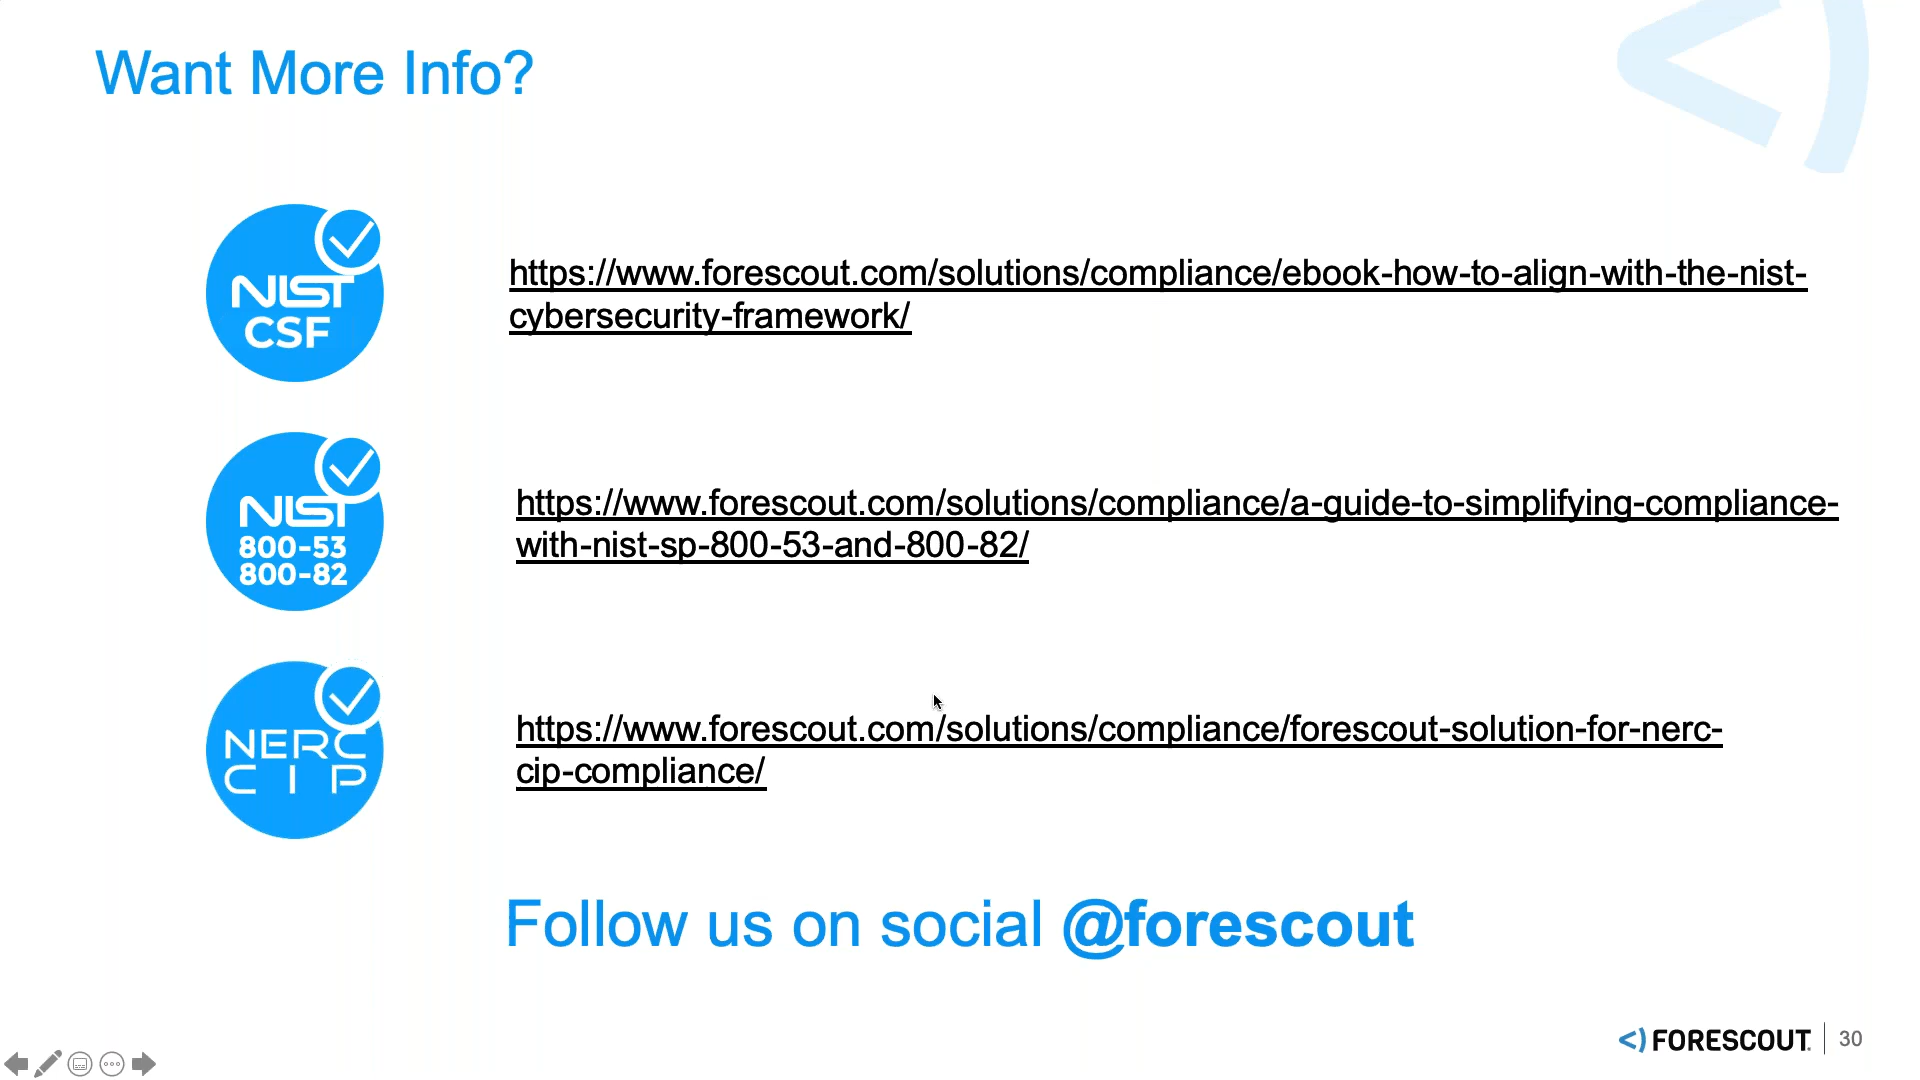 Want More Info?
NIST
CSF
https://www.forescout.com/solutions/compliance/ebook-how-to-align-with-the-nist-
cybersecurity-framework/
NIST
800-53
800-82
https://www.forescout.com/solutions/compliance/a-guide-to-simplifying-compliance-
with-nist-sp-800-53-and-800-82/
NERC
CIP
https://www.forescout.com/solutions/compliance/forescout-solution-for-nerc-
cip-compliance/
Follow us on social @forescout
<) FORESCOUT. 30